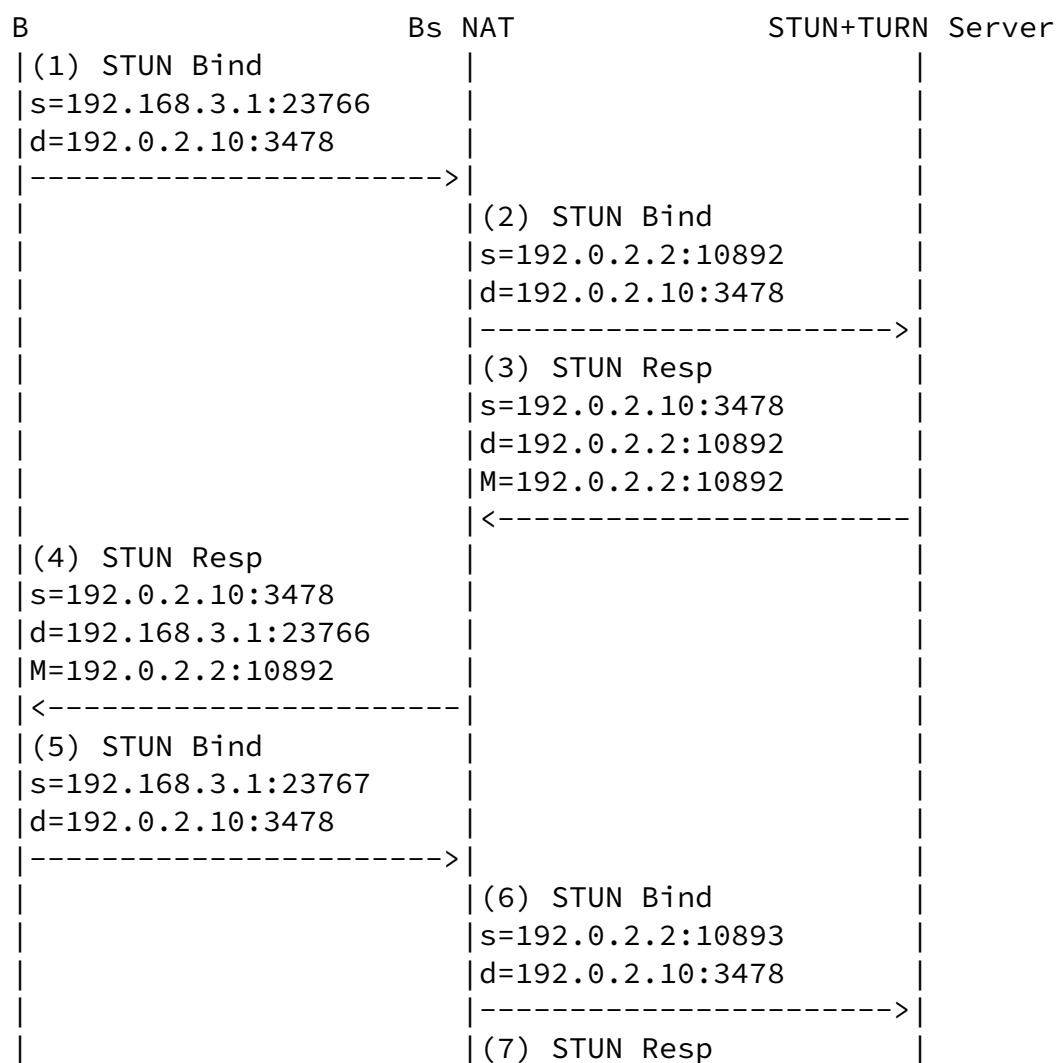 B Bs NAT STUN+TURN Server
|(1) STUN Bind | |
|s=192.168.3.1:23766 | |
|d=192.0.2.10:3478 | |
|----------------------->| |
| |(2) STUN Bind |
| |s=192.0.2.2:10892 |
| |d=192.0.2.10:3478 |
| |----------------------->|
| |(3) STUN Resp |
| |s=192.0.2.10:3478 |
| |d=192.0.2.2:10892 |
| |M=192.0.2.2:10892 |
| |<-----------------------|
|(4) STUN Resp | |
|s=192.0.2.10:3478 | |
|d=192.168.3.1:23766 | |
|M=192.0.2.2:10892 | |
|<-----------------------| |
|(5) STUN Bind | |
|s=192.168.3.1:23767 | |
|d=192.0.2.10:3478 | |
|----------------------->| |
| |(6) STUN Bind |
| |s=192.0.2.2:10893 |
| |d=192.0.2.10:3478 |
| |----------------------->|
| |(7) STUN Resp |